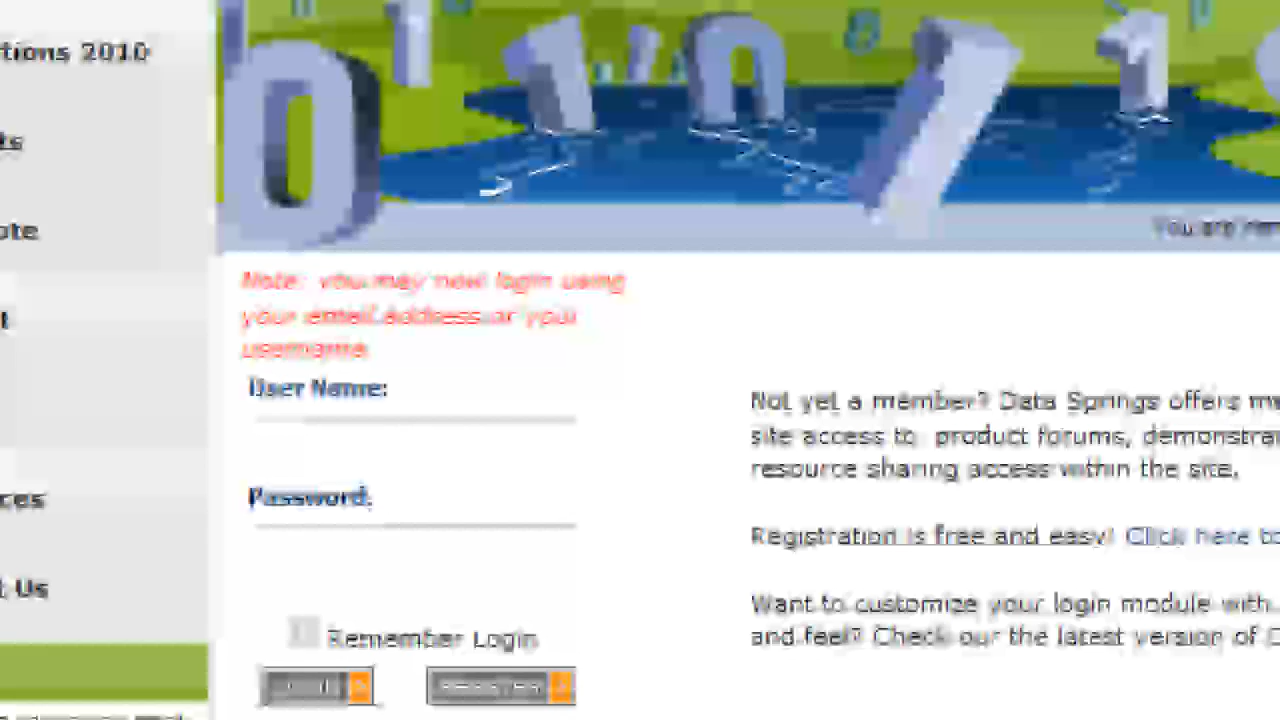 tions 2010
ts
ote
t
ces
t Us
You are
Note: you may now login using
your email address or your
username
User Name:
Password:
Remember Login
Not yet a member? Data Springs offers
site access to product forums,
resource sharing access within the site.
Registration is free and easy! Click here to
Want to customize your login module with
and feel? Check our the latest version of